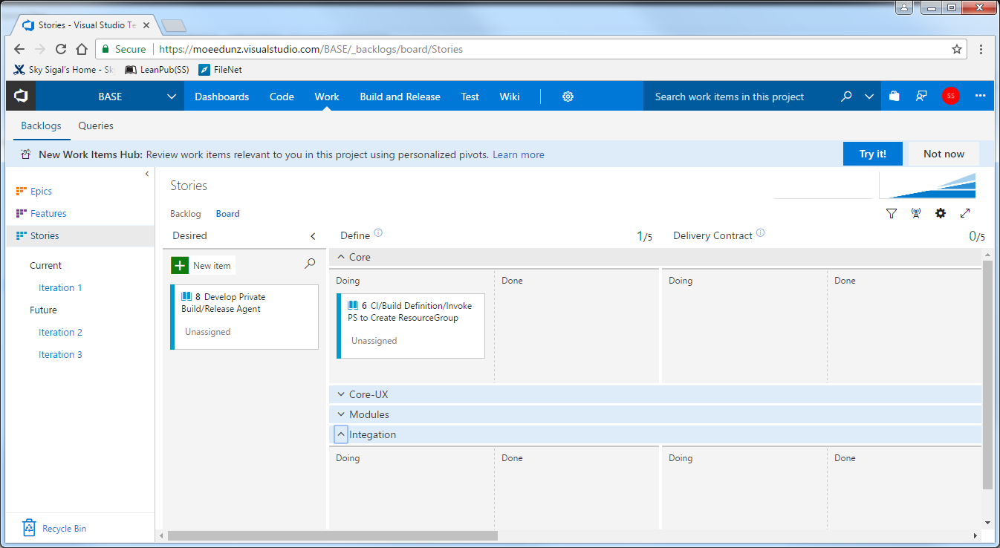 Stories - Visual Studio Te
Secure
https://moeedunz.visualstudio.com/BASE/_backlogs/board/Stories
Sky Sigal's Home - Sk
LeanPub(SS)
FileNet
BASE
Dashboards
Code
Work
Build and Release
Test
Wiki
Search work items in this project
SS
Backlogs
Queries
New Work Items Hub: Review work items relevant to you in this project using personalized pivots. Learn more
Try it!
Not now
Epics
Features
Stories
Current
Iteration 1
Future
Iteration 2
Iteration 3
Recycle Bin
Stories
Backlog
Board
Desired
Define
1/5
Delivery Contract
0/5
New item
8 Develop Private
Build/Release Agent
Unassigned
Core
Doing
Done
Doing
Done
6 CI/Build Definition/Invoke
PS to Create ResourceGroup
Unassigned
Core-UX
Modules
Integation
Doing
Done
Doing
Done